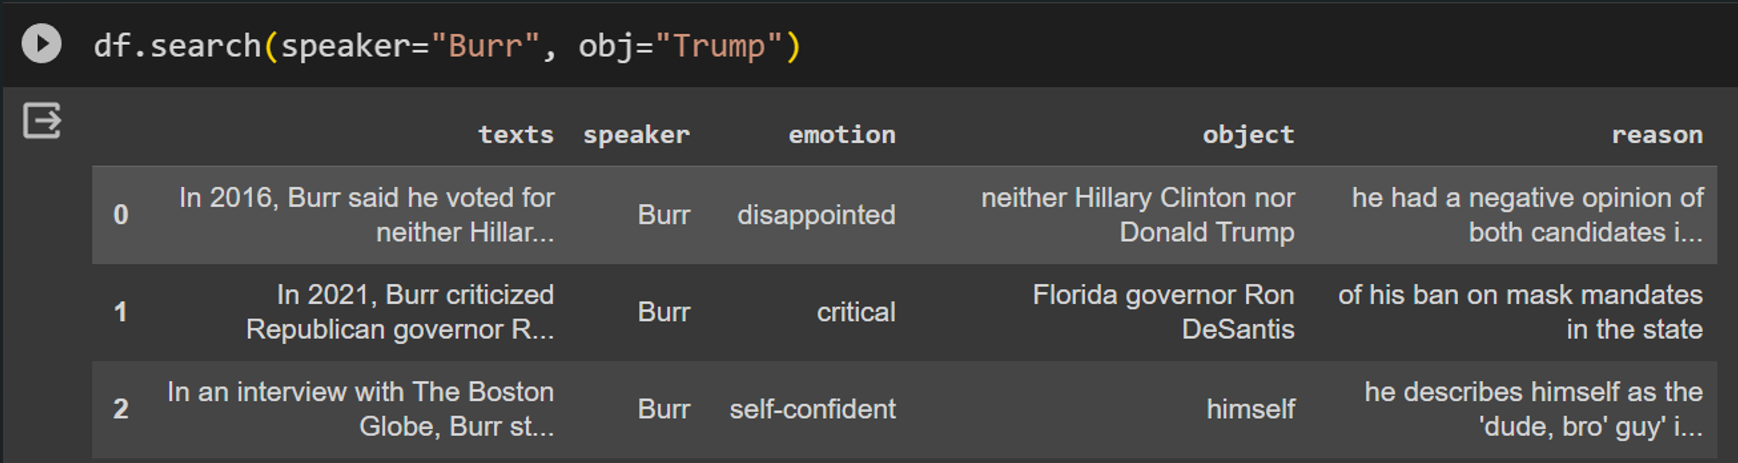 df.search(speaker="Burr", obj="Trump")
texts speaker emotion object reason
0 In 2016, Burr said he voted for neither Hillar... Burr disappointed neither Hillary Clinton nor Donald Trump he had a negative opinion of both candidates i...
1 In 2021, Burr criticized Republican governor R... Burr critical Florida governor Ron DeSantis of his ban on mask mandates in the state
2 In an interview with The Boston Globe, Burr st... Burr self-confident himself he describes himself as the 'dude, bro' guy' i...